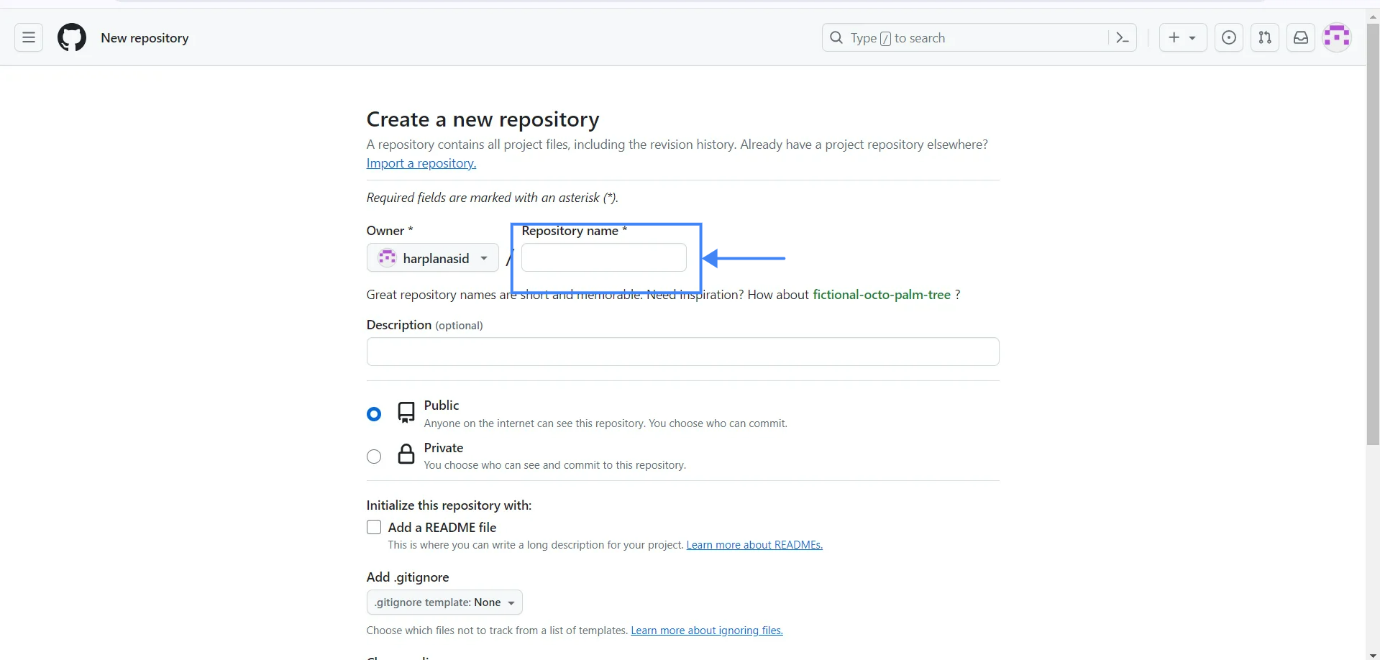 New repository
Type / to search
Create a new repository
A repository contains all project files, including the revision history. Already have a project repository elsewhere?
Import a repository.
Required fields are marked with an asterisk (*).
Owner *
Repository name *
harplanasid
/
Great repository names are short and memorable. Need inspiration? How about fictional-octo-palm-tree ?
Description (optional)
Public
Anyone on the internet can see this repository. You choose who can commit.
Private
You choose who can see and commit to this repository.
Initialize this repository with:
Add a README file
This is where you can write a long description for your project. Learn more about READMEs.
Add .gitignore
.gitignore template: None
Choose which files not to track from a list of templates. Learn more about ignoring files.